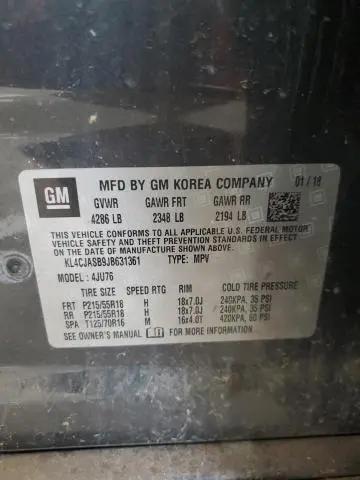 GM MFD BY GM KOREA COMPANY 01/18
GVWR GAWR FRT GAWR RR
4286 LB 2348 LB 2194 LB
THIS VEHICLE CONFORMS TO ALL APPLICABLE U.S. FEDERAL MOTOR
VEHICLE SAFETY, BUMPER, AND THEFT PREVENTION STANDARDS IN EFFECT
ON THE DATE OF MANUFACTURE SHOWN ABOVE.
KL4CJASB9JB631361 TYPE: MPV
MODEL: 4JU76
TIRE SIZE SPEED RTG RIM COLD TIRE PRESSURE
FRT P215/55R18 H 18x7.0J 240KPA, 35 PSI
RR P215/55R18 H 18x7.0J 240KPA, 35 PSI
SPA T125/70R16 M 16x4.0T 420KPA, 60 PSI
SEE OWNER'S MANUAL FOR MORE INFORMATION